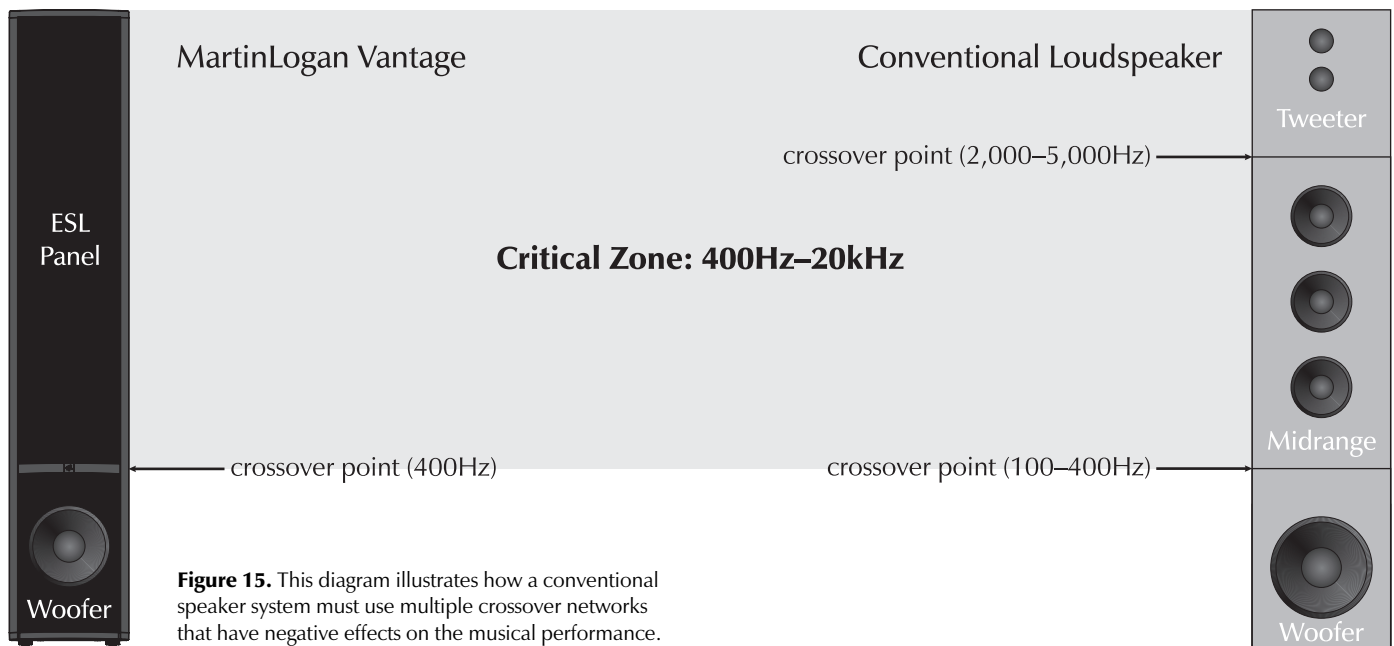 MartinLogan Vantage
Conventional Loudspeaker
Tweeter
crossover point (2,000–5,000Hz)
ESL
Panel
Critical Zone: 400Hz–20kHz
Midrange
crossover point (400Hz)
crossover point (100–400Hz)
Woofer
Figure 15. This diagram illustrates how a conventional
speaker system must use multiple crossover networks
that have negative effects on the musical performance.
Woofer